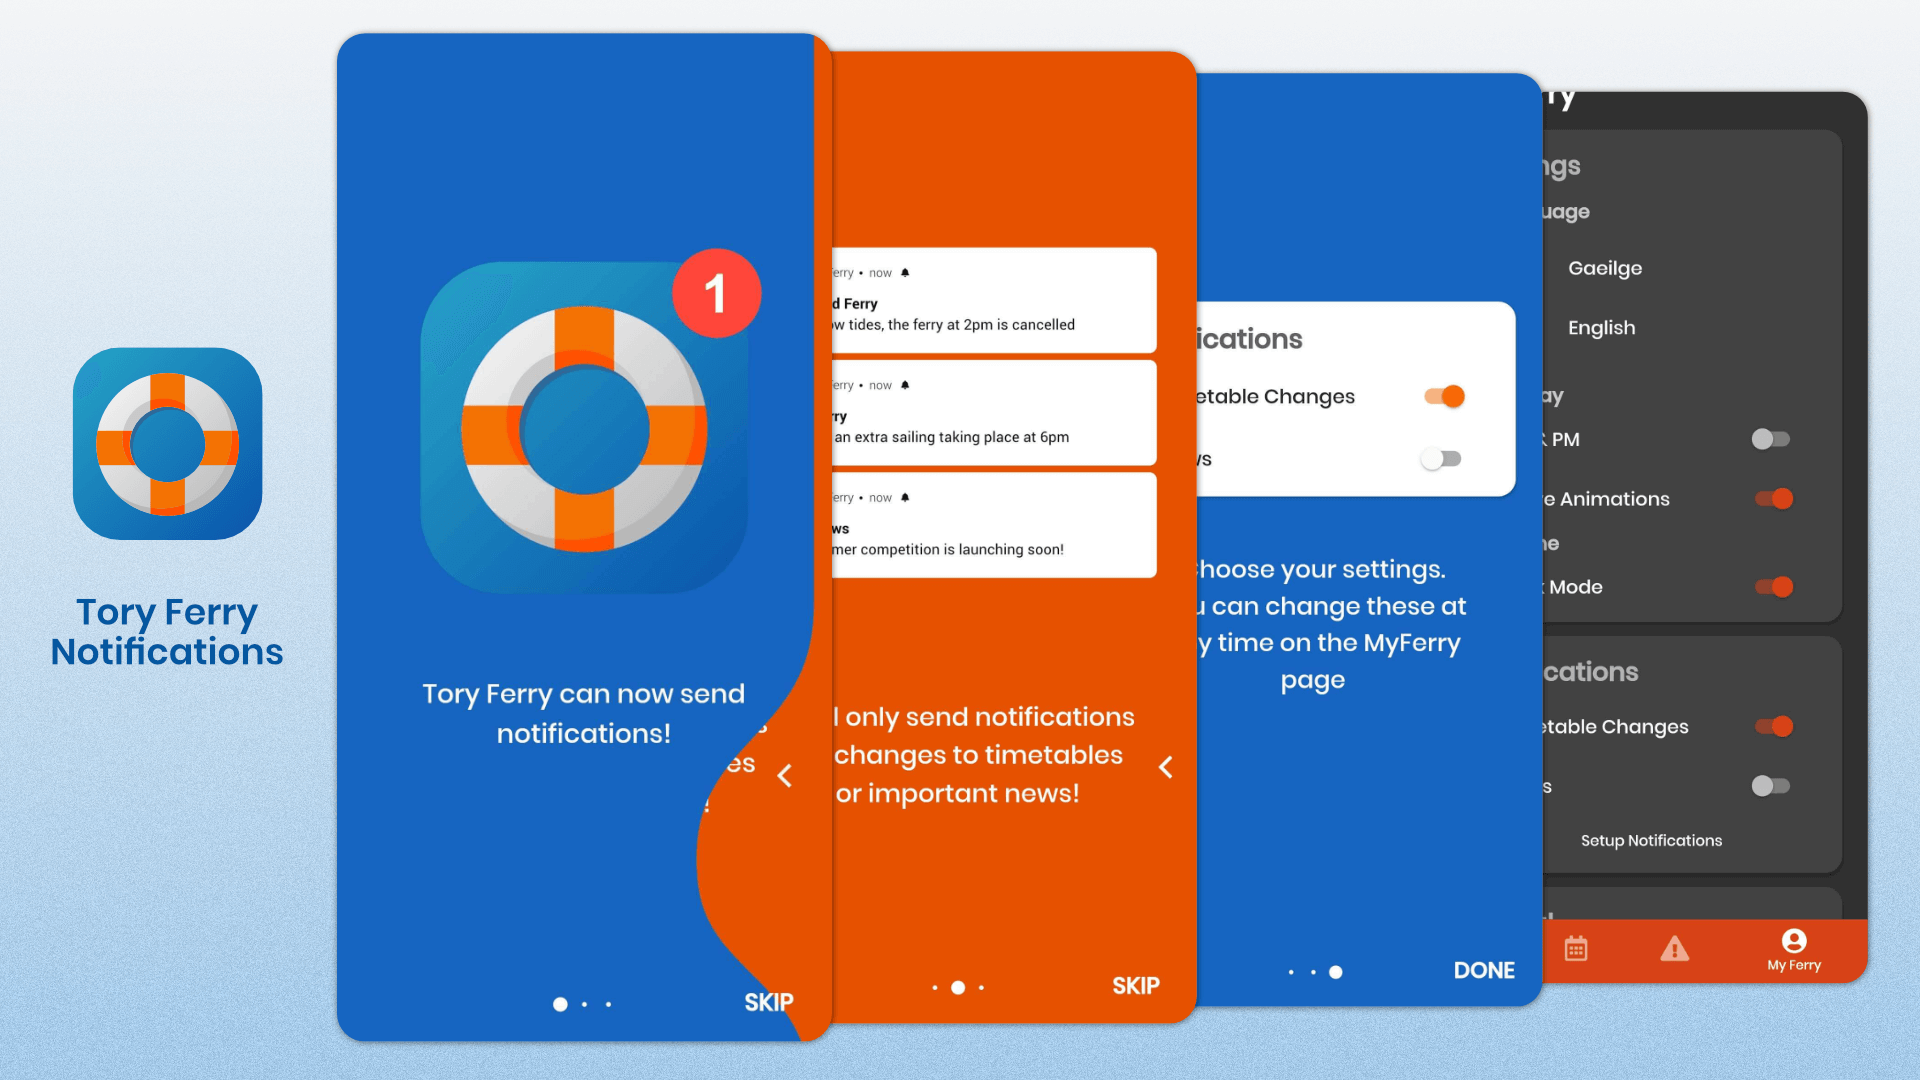 Tory Ferry
Notifications
1
Tory Ferry can now send
notifications!
es
!
SKIP
erry • now
d Ferry
ow tides, the ferry at 2pm is cancelled
erry • now
rry
an extra sailing taking place at 6pm
erry • now
ws
mer competition is launching soon!
l only send notifications
changes to timetables
or important news!
SKIP
ications
etable Changes
ws
hoose your settings.
u can change these at
y time on the MyFerry
page
DONE
ry
ngs
uage
Gaeilge
English
ay
& PM
e Animations
ne
k Mode
cations
etable Changes
s
Setup Notifications
My Ferry